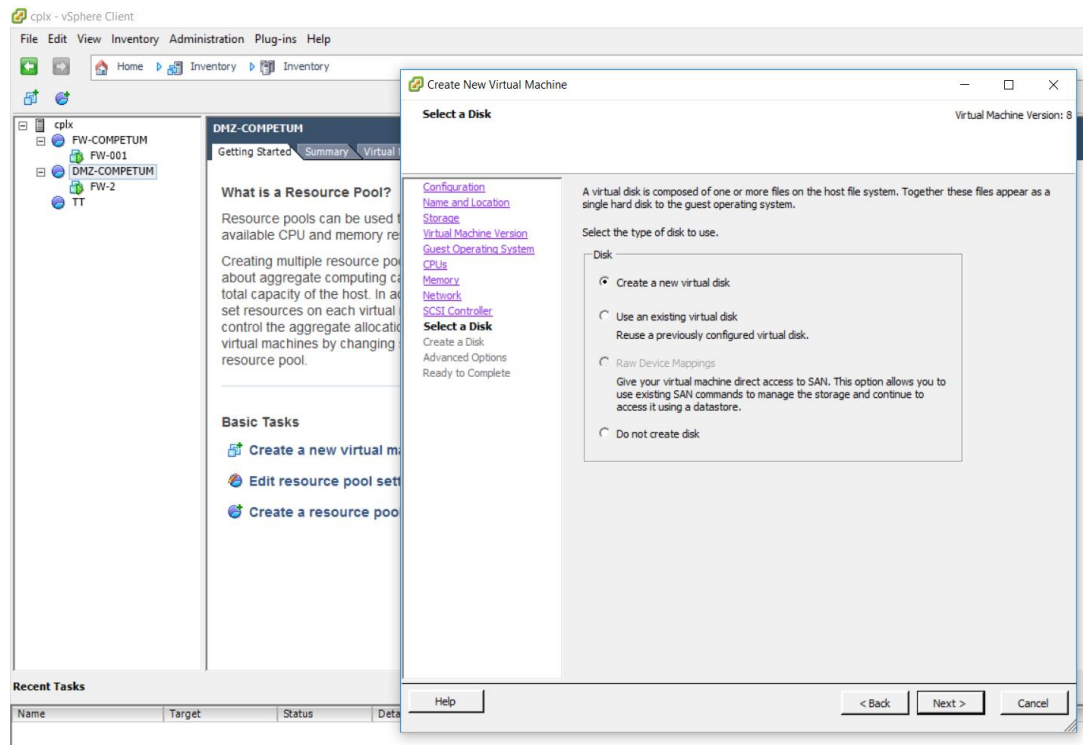 cplx - vSphere Client
File Edit View Inventory Administration Plug-ins Help
Home Inventory Inventory
cplx
FW-COMPETUM
FW-001
DMZ-COMPETUM
FW-2
TT
DMZ-COMPETUM
Getting Started Summary Virtual
What is a Resource Pool?
Resource pools can be used
available CPU and memory re
Creating multiple resource poo
about aggregate computing ca
total capacity of the host. In ad
set resources on each virtual
control the aggregate allocatio
virtual machines by changing
resource pool.
Basic Tasks
Create a new virtual ma
Edit resource pool sett
Create a resource poo
Recent Tasks
Name Target Status Deta
Create New Virtual Machine
Select a Disk
Virtual Machine Version: 8
Configuration
Name and Location
Storage
Virtual Machine Version
Guest Operating System
CPUs
Memory
Network
SCSI Controller
Select a Disk
Create a Disk
Advanced Options
Ready to Complete
A virtual disk is composed of one or more files on the host file system. Together these files appear as a
single hard disk to the guest operating system.
Select the type of disk to use.
Disk
Create a new virtual disk
Use an existing virtual disk
Reuse a previously configured virtual disk.
Raw Device Mappings
Give your virtual machine direct access to SAN. This option allows you to
use existing SAN commands to manage the storage and continue to
access it using a datastore.
Do not create disk
Help
< Back Next > Cancel